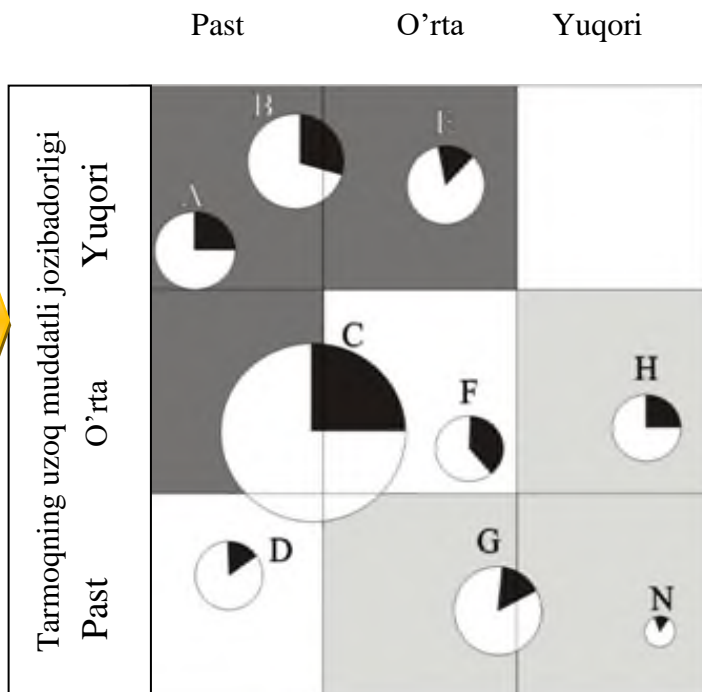 Past O’rta Yuqori
Tarmoqning uzoq muddatli jozibadorligi
Yuqori
O’rta
Past
B
E
A
C
F
H
D
G
N